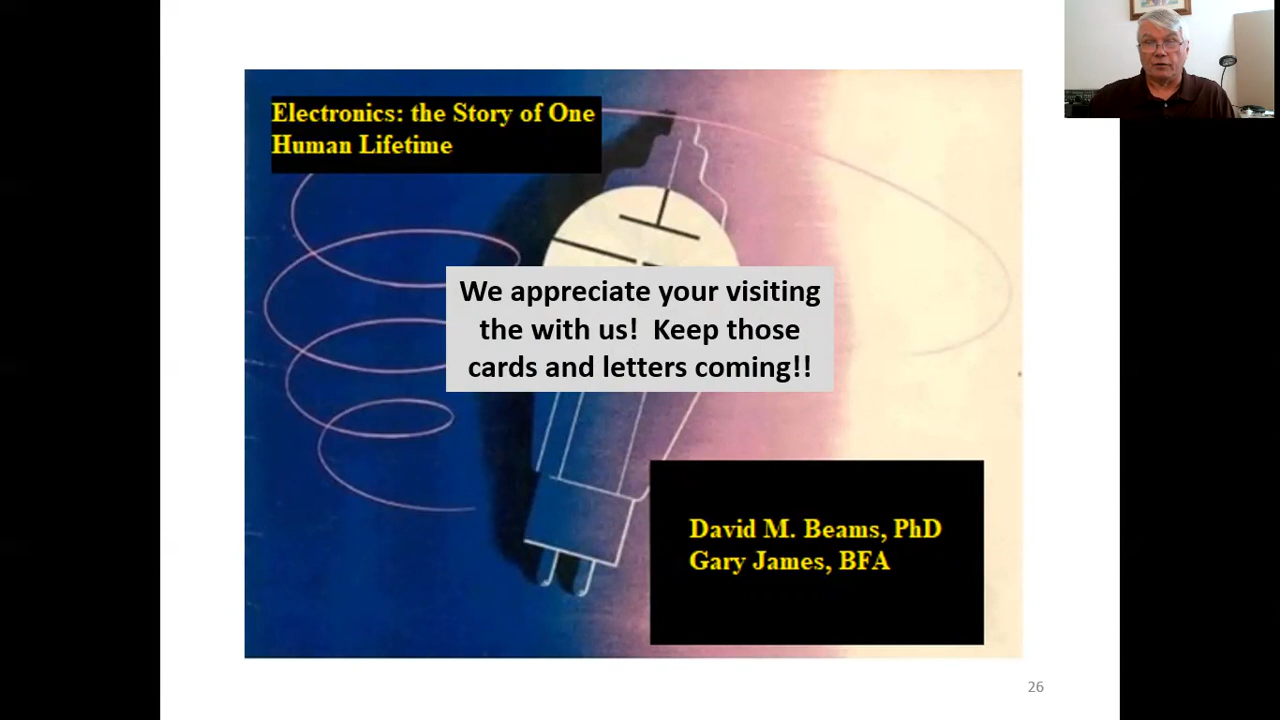 Electronics: the Story of One
Human Lifetime
We appreciate your visiting
the with us!  Keep those
cards and letters coming!!
David M. Beams, PhD
Gary James, BFA
26